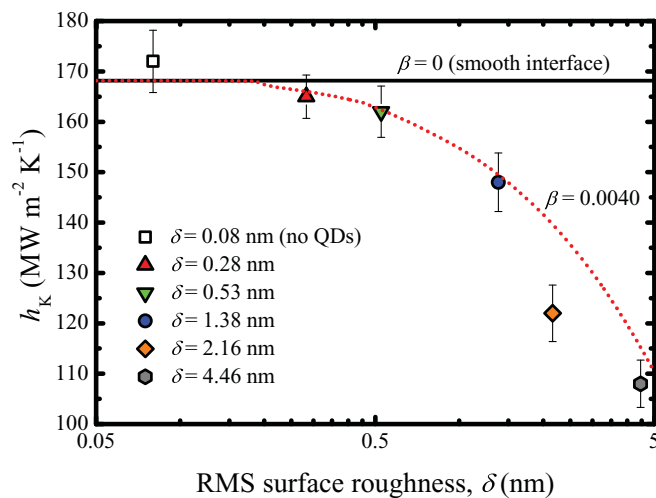 180
170
160
150
140
130
120
110
100
h_K (MW m⁻² K⁻¹)
β = 0 (smooth interface)
β = 0.0040
δ = 0.08 nm (no QDs)
δ = 0.28 nm
δ = 0.53 nm
δ = 1.38 nm
δ = 2.16 nm
δ = 4.46 nm
0.05 0.5 5
RMS surface roughness, δ (nm)